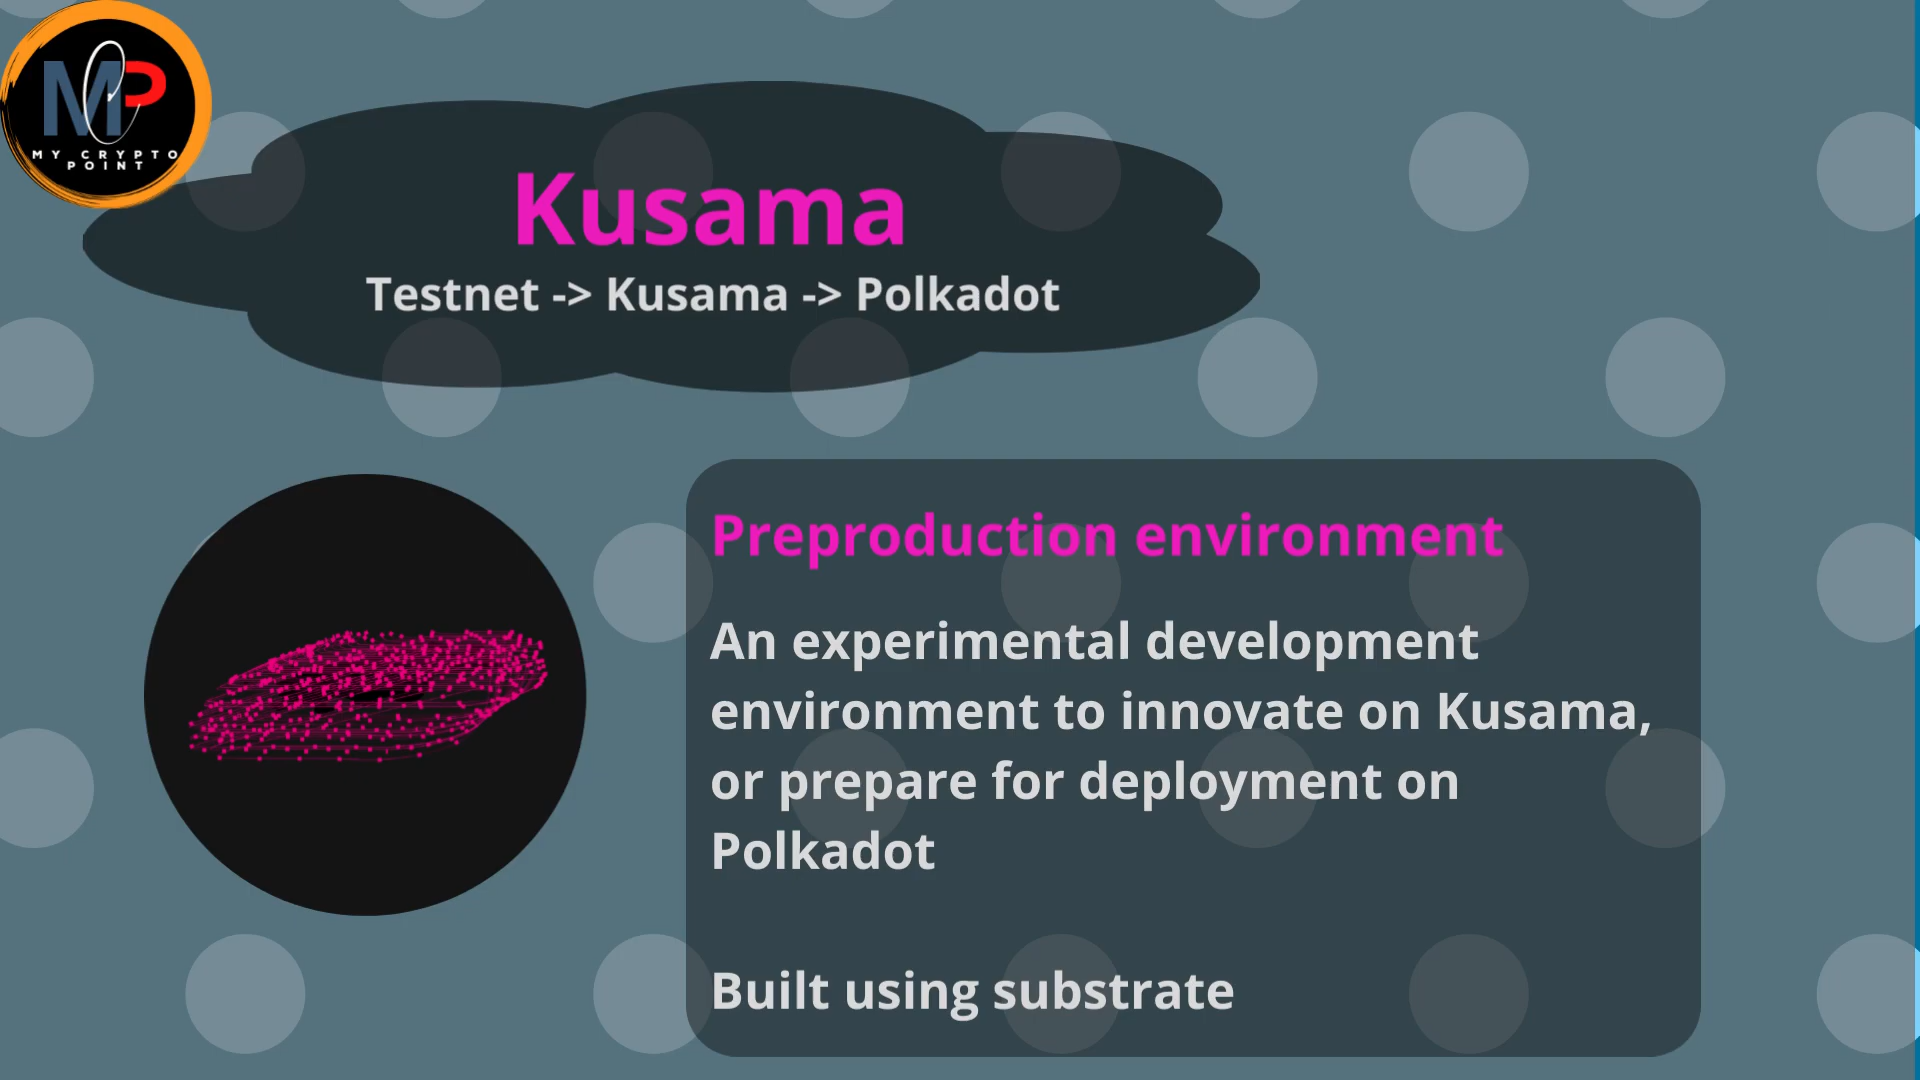 MP
MY CRYPTO
POINT
Kusama
Testnet -> Kusama -> Polkadot
Preproduction environment
An experimental development
environment to innovate on Kusama,
or prepare for deployment on
Polkadot
Built using substrate